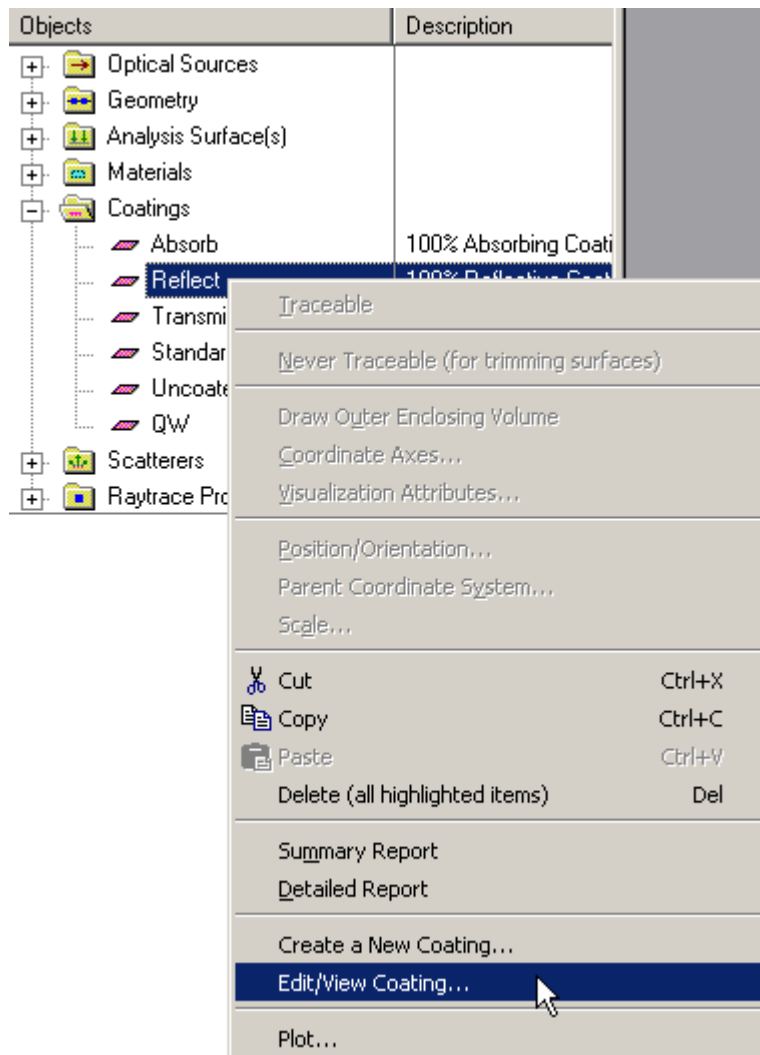 Objects Description
Optical Sources
Geometry
Analysis Surface(s)
Materials
Coatings
Absorb 100% Absorbing Coati
Reflect 100% Reflective Coat
Transmi
Standar
Uncoate
QW
Scatterers
Raytrace Pro
Traceable
Never Traceable (for trimming surfaces)
Draw Outer Enclosing Volume
Coordinate Axes...
Visualization Attributes...
Position/Orientation...
Parent Coordinate System...
Scale...
Cut Ctrl+X
Copy Ctrl+C
Paste Ctrl+V
Delete (all highlighted items) Del
Summary Report
Detailed Report
Create a New Coating...
Edit/View Coating...
Plot...